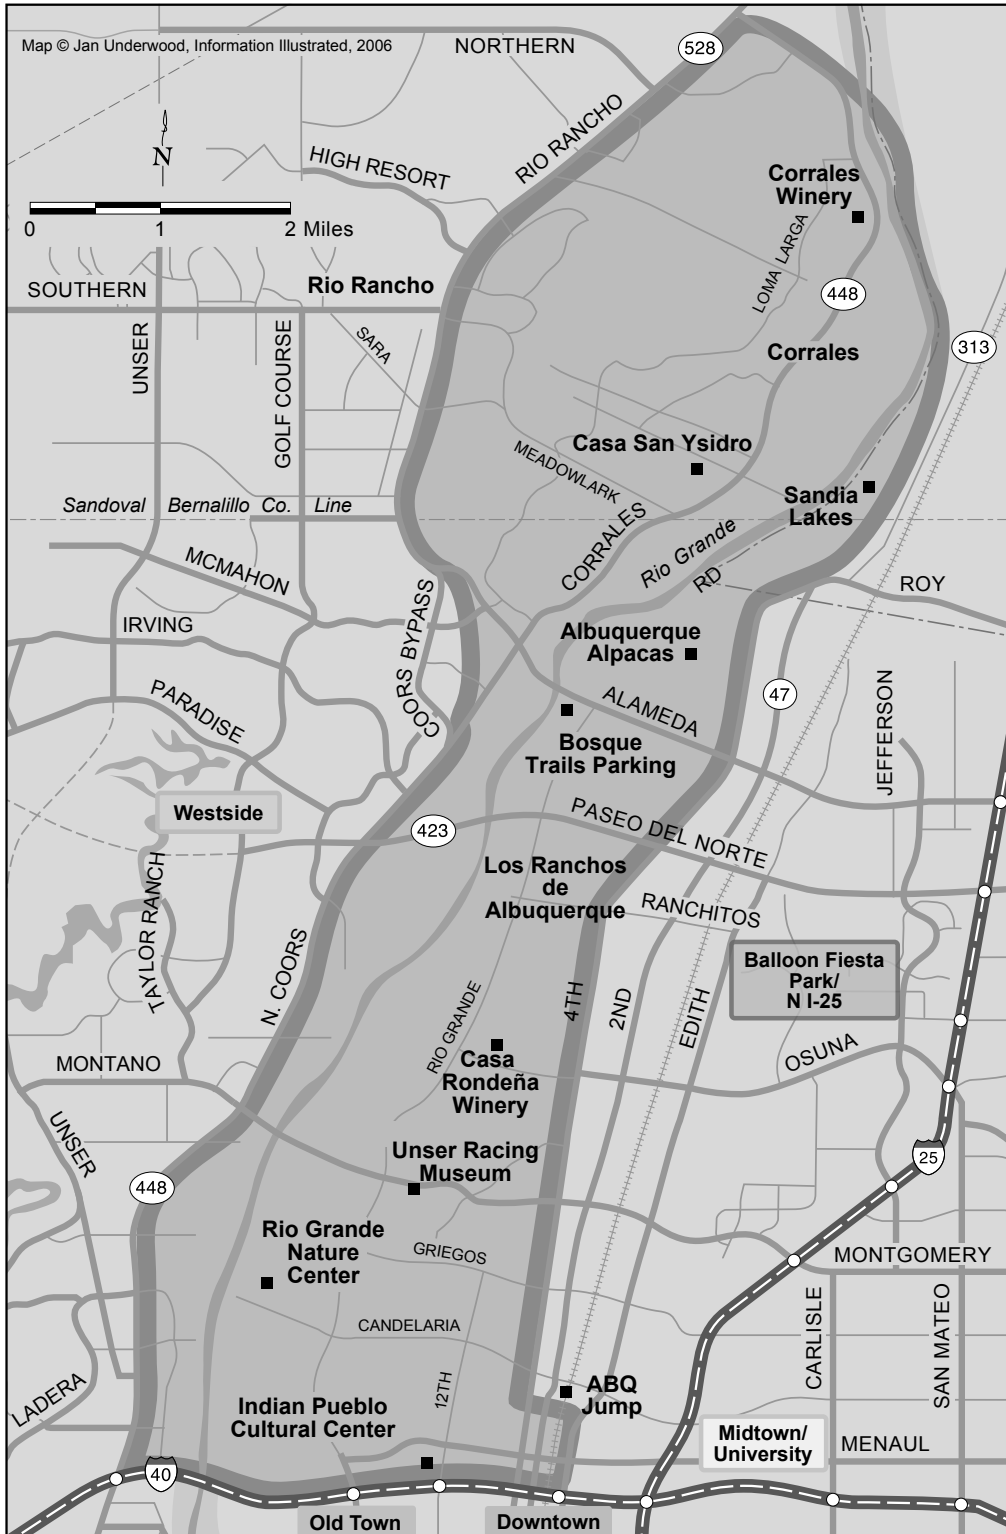 Map © Jan Underwood, Information Illustrated, 2006
NORTHERN
528
N
HIGH RESORT
RIO RANCHO
0 1 2 Miles
Corrales
Winery
LOMA LARGA
SOUTHERN
Rio Rancho
448
UNSER
GOLF COURSE
SARA
Corrales
313
Casa San Ysidro
MEADOWLARK
Sandoval Bernalillo Co. Line
Sandia
Lakes
CORRALES
Rio Grande
RD
MCMAHON
ROY
IRVING
COORS BYPASS
Albuquerque
Alpacas
PARADISE
ALAMEDA
47
JEFFERSON
Bosque
Trails Parking
Westside
423
PASEO DEL NORTE
Los Ranchos
de
Albuquerque
RANCHITOS
TAYLOR RANCH
N. COORS
Balloon Fiesta
Park/
N I-25
4TH
2ND
EDITH
RIO GRANDE
MONTANO
Casa
Rondeña
Winery
OSUNA
UNSER
Unser Racing
Museum
25
448
Rio Grande
Nature
Center
GRIEGOS
MONTGOMERY
CANDELARIA
CARLISLE
SAN MATEO
LADERA
12TH
ABQ
Jump
Indian Pueblo
Cultural Center
Midtown/
University
MENAUL
40
Old Town
Downtown